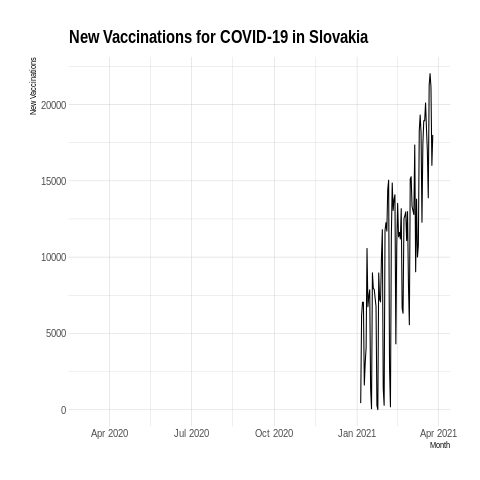 New Vaccinations for COVID-19 in Slovakia
New Vaccinations
20000
15000
10000
5000
0
Apr 2020 Jul 2020 Oct 2020 Jan 2021 Apr 2021
Month